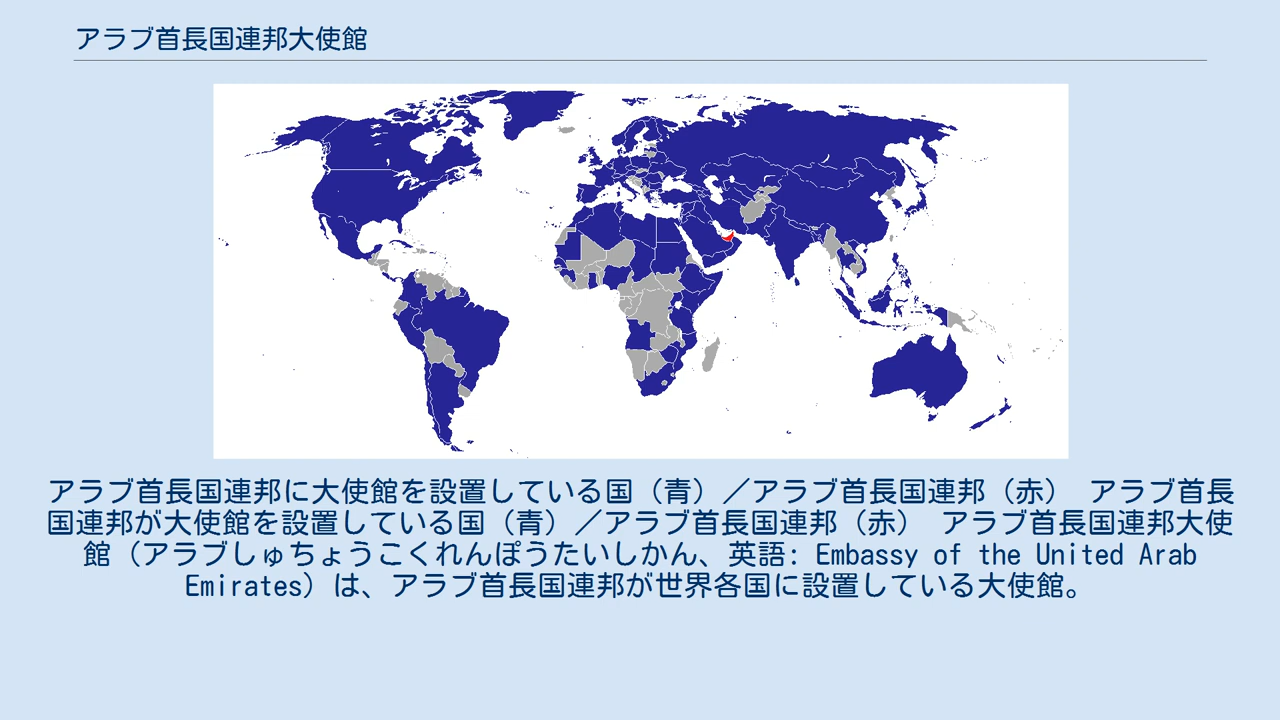 アラブ首長国連邦大使館
アラブ首長国連邦に大使館を設置している国（青）／アラブ首長国連邦（赤） アラブ首長
国連邦が大使館を設置している国（青）／アラブ首長国連邦（赤） アラブ首長国連邦大使
館（アラブしゅちょうこくれんぽうたいしかん、英語: Embassy of the United Arab
Emirates）は、アラブ首長国連邦が世界各国に設置している大使館。